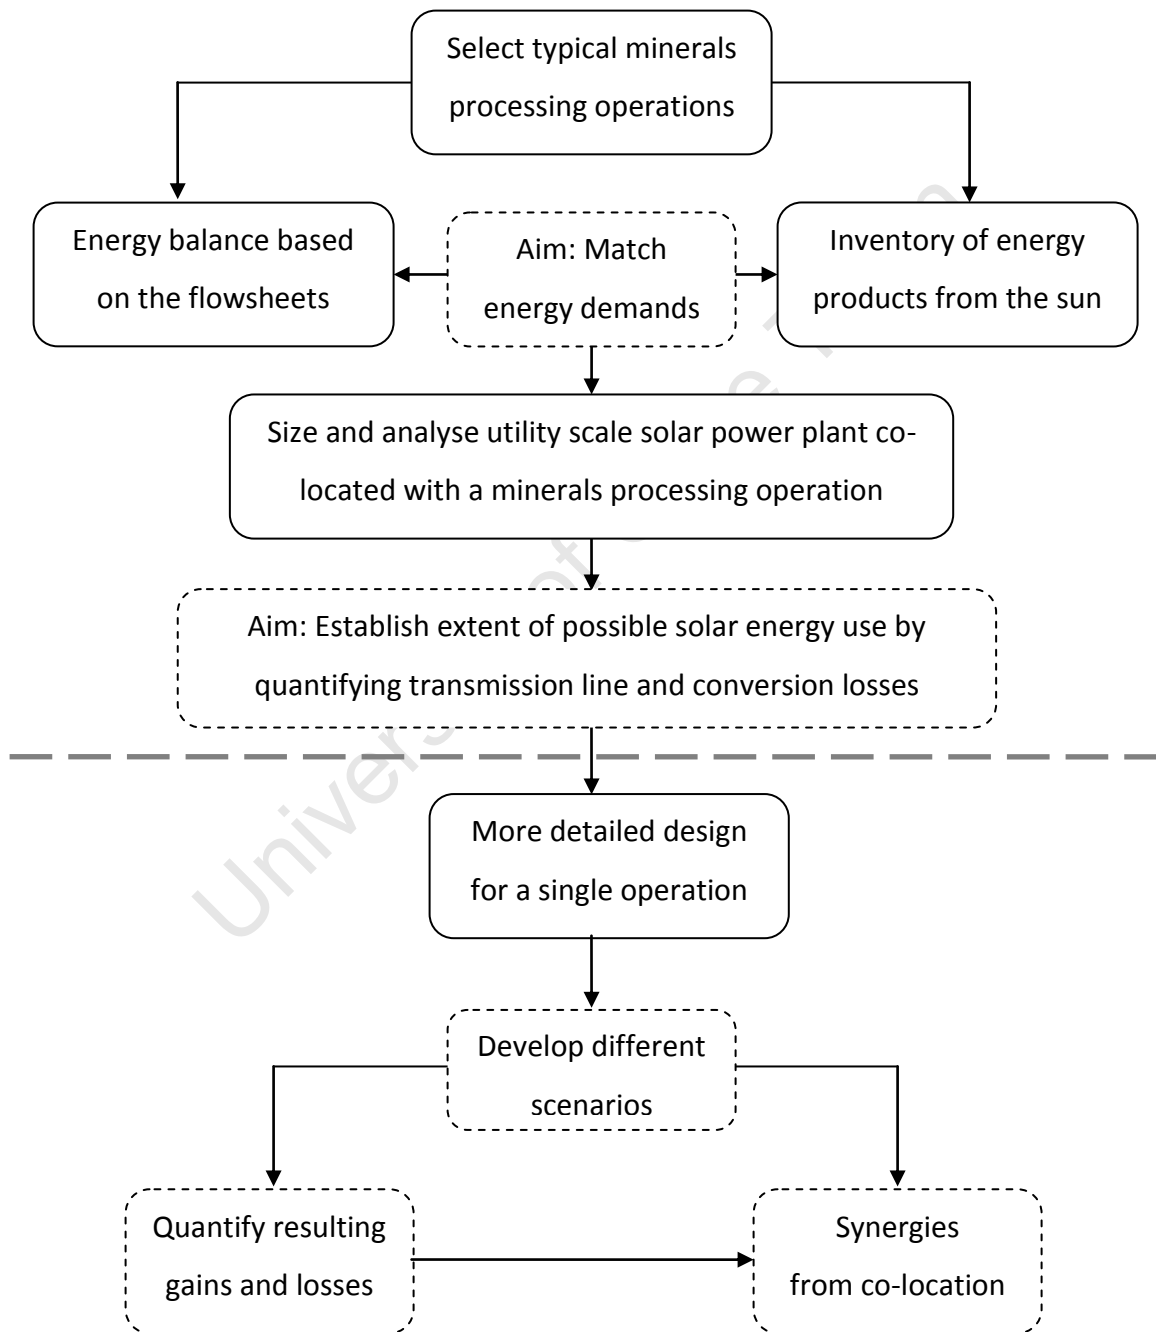 Select typical minerals
processing operations
Energy balance based
on the flowsheets
Aim: Match
energy demands
Inventory of energy
products from the sun
Size and analyse utility scale solar power plant co-
located with a minerals processing operation
Aim: Establish extent of possible solar energy use by
quantifying transmission line and conversion losses
More detailed design
for a single operation
Develop different
scenarios
Quantify resulting
gains and losses
Synergies
from co-location